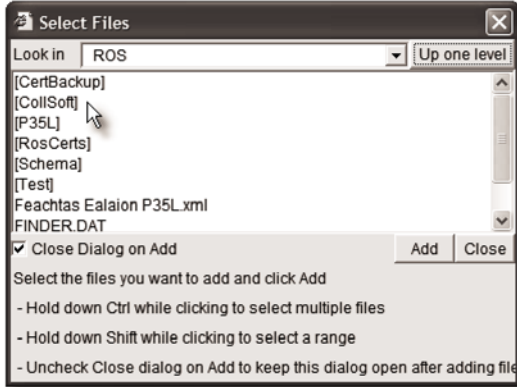 Select Files
Look in ROS Up one level
[CertBackup]
[CollSoft]
[P35L]
[RosCerts]
[Schema]
[Test]
Feachtas Ealaion P35L.xml
FINDER.DAT
Close Dialog on Add Add Close
Select the files you want to add and click Add
- Hold down Ctrl while clicking to select multiple files
- Hold down Shift while clicking to select a range
- Uncheck Close dialog on Add to keep this dialog open after adding file